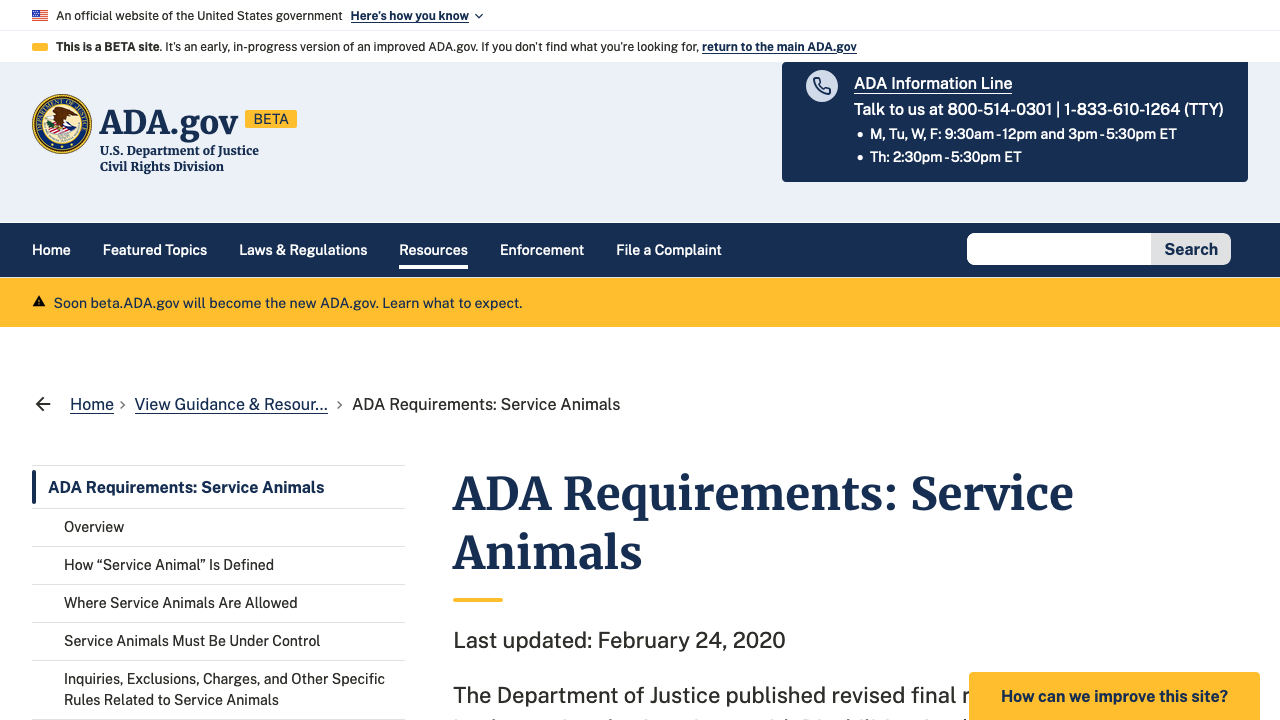 An official website of the United States government Here's how you know
This is a BETA site. It's an early, in-progress version of an improved ADA.gov. If you don't find what you're looking for, return to the main ADA.gov
ADA.gov BETA
U.S. Department of Justice
Civil Rights Division
ADA Information Line
Talk to us at 800-514-0301 | 1-833-610-1264 (TTY)
• M, Tu, W, F: 9:30am-12pm and 3pm-5:30pm ET
• Th: 2:30pm-5:30pm ET
Home Featured Topics Laws & Regulations Resources Enforcement File a Complaint Search
Soon beta.ADA.gov will become the new ADA.gov. Learn what to expect.
Home > View Guidance & Resour... > ADA Requirements: Service Animals
ADA Requirements: Service Animals
Overview
How “Service Animal” Is Defined
Where Service Animals Are Allowed
Service Animals Must Be Under Control
Inquiries, Exclusions, Charges, and Other Specific
Rules Related to Service Animals
ADA Requirements: Service
Animals
Last updated: February 24, 2020
The Department of Justice published revised final
How can we improve this site?